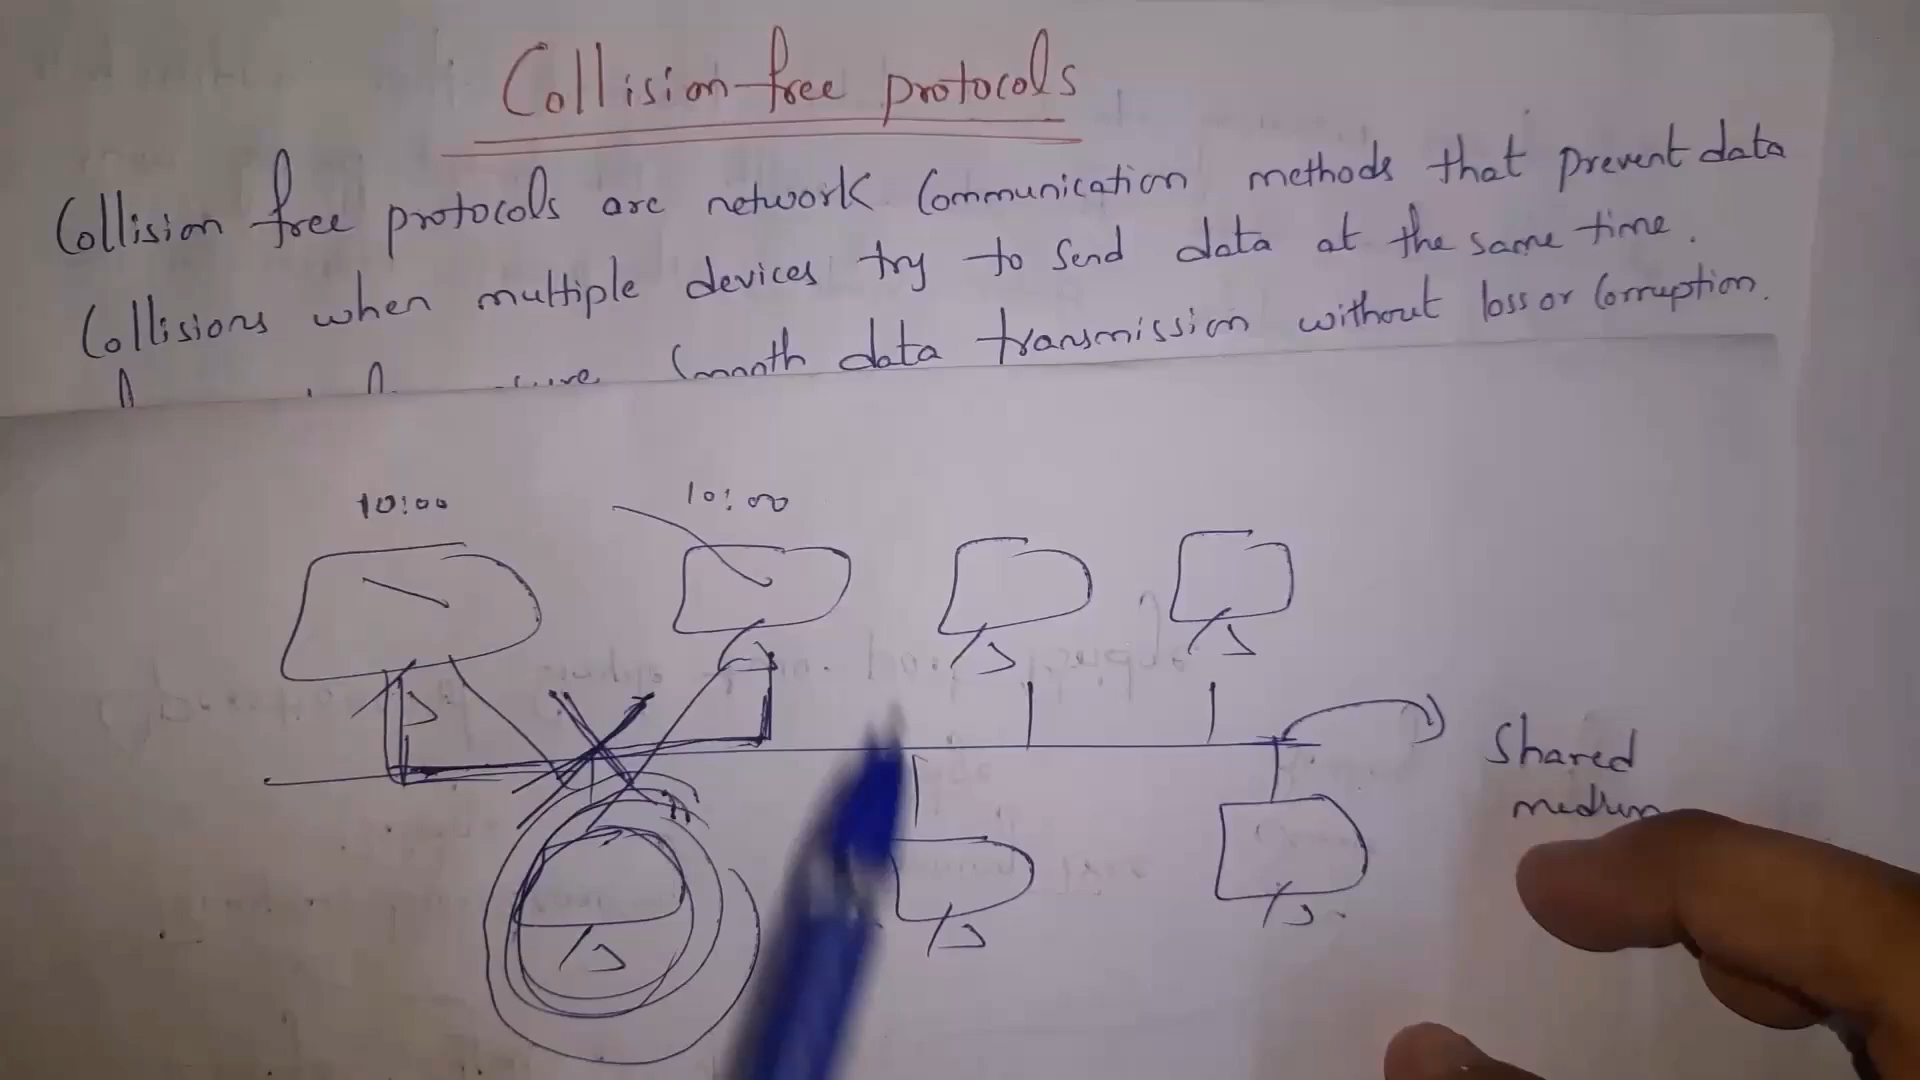 Collision-free protocols
Collision free protocols are network Communication methods that prevent data
Collisions when multiple devices try to send data at the same time.
smooth data transmission without loss or Corruption.
10:00
10:00
Shared
medium